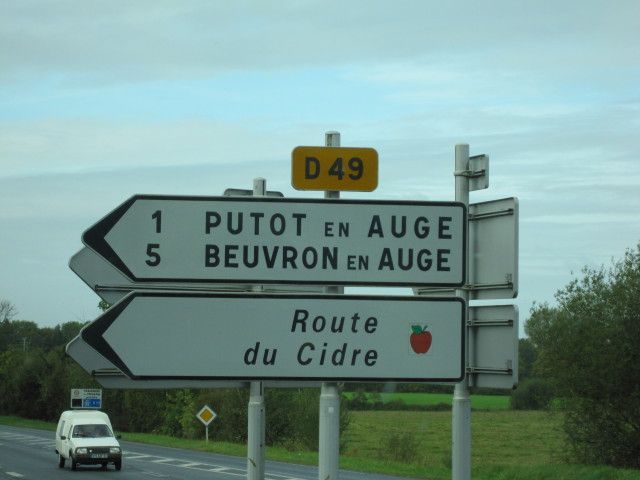 D 49
1 PUTOT EN AUGE
5 BEUVRON EN AUGE
Route
du Cidre